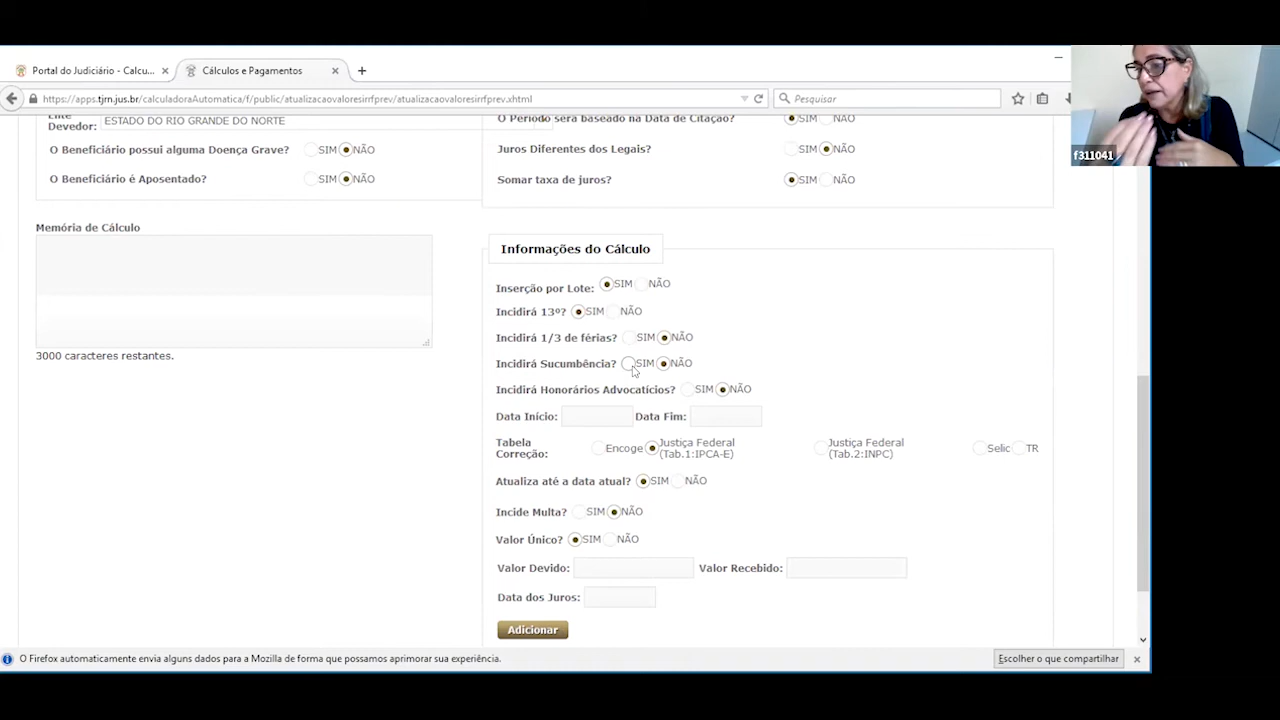 Portal do Judiciário - Calcu...
Cálculos e Pagamentos
https://apps.tjrn.jus.br/calculadoraAutomatica/f/public/atualizacaovaloresirrfprev/atualizacaovaloresirrfprev.xhtml
Pesquisar
f311041
Ente
Devedor: ESTADO DO RIO GRANDE DO NORTE
O Período será baseado na Data de Citação? SIM NÃO
O Beneficiário possui alguma Doença Grave? SIM NÃO
Juros Diferentes dos Legais? SIM NÃO
O Beneficiário é Aposentado? SIM NÃO
Somar taxa de juros? SIM NÃO
Memória de Cálculo
3000 caracteres restantes.
Informações do Cálculo
Inserção por Lote: SIM NÃO
Incidirá 13º? SIM NÃO
Incidirá 1/3 de férias? SIM NÃO
Incidirá Sucumbência? SIM NÃO
Incidirá Honorários Advocatícios? SIM NÃO
Data Início: Data Fim:
Tabela Correção: Encoge Justiça Federal (Tab.1:IPCA-E) Justiça Federal (Tab.2:INPC) Selic TR
Atualiza até a data atual? SIM NÃO
Incide Multa? SIM NÃO
Valor Único? SIM NÃO
Valor Devido: Valor Recebido:
Data dos Juros:
Adicionar
O Firefox automaticamente envia alguns dados para a Mozilla de forma que possamos aprimorar sua experiência.
Escolher o que compartilhar